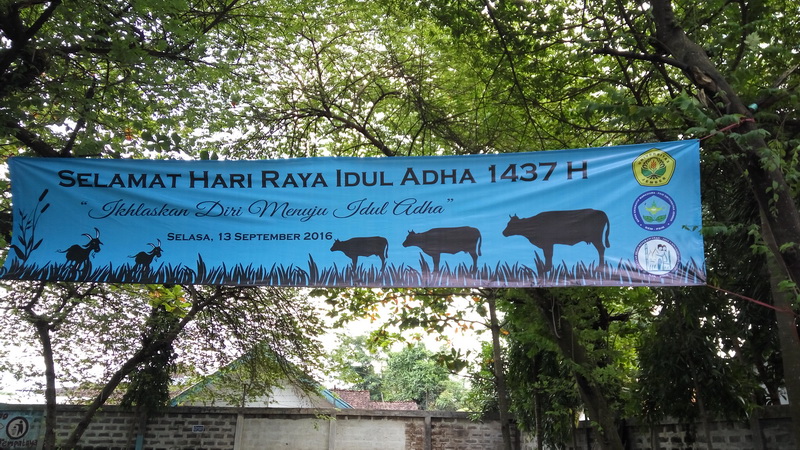 SELAMAT HARI RAYA IDUL ADHA 1437 H
"Ikhlaskan Diri Menuju Idul Adha"
SELASA, 13 SEPTEMBER 2016